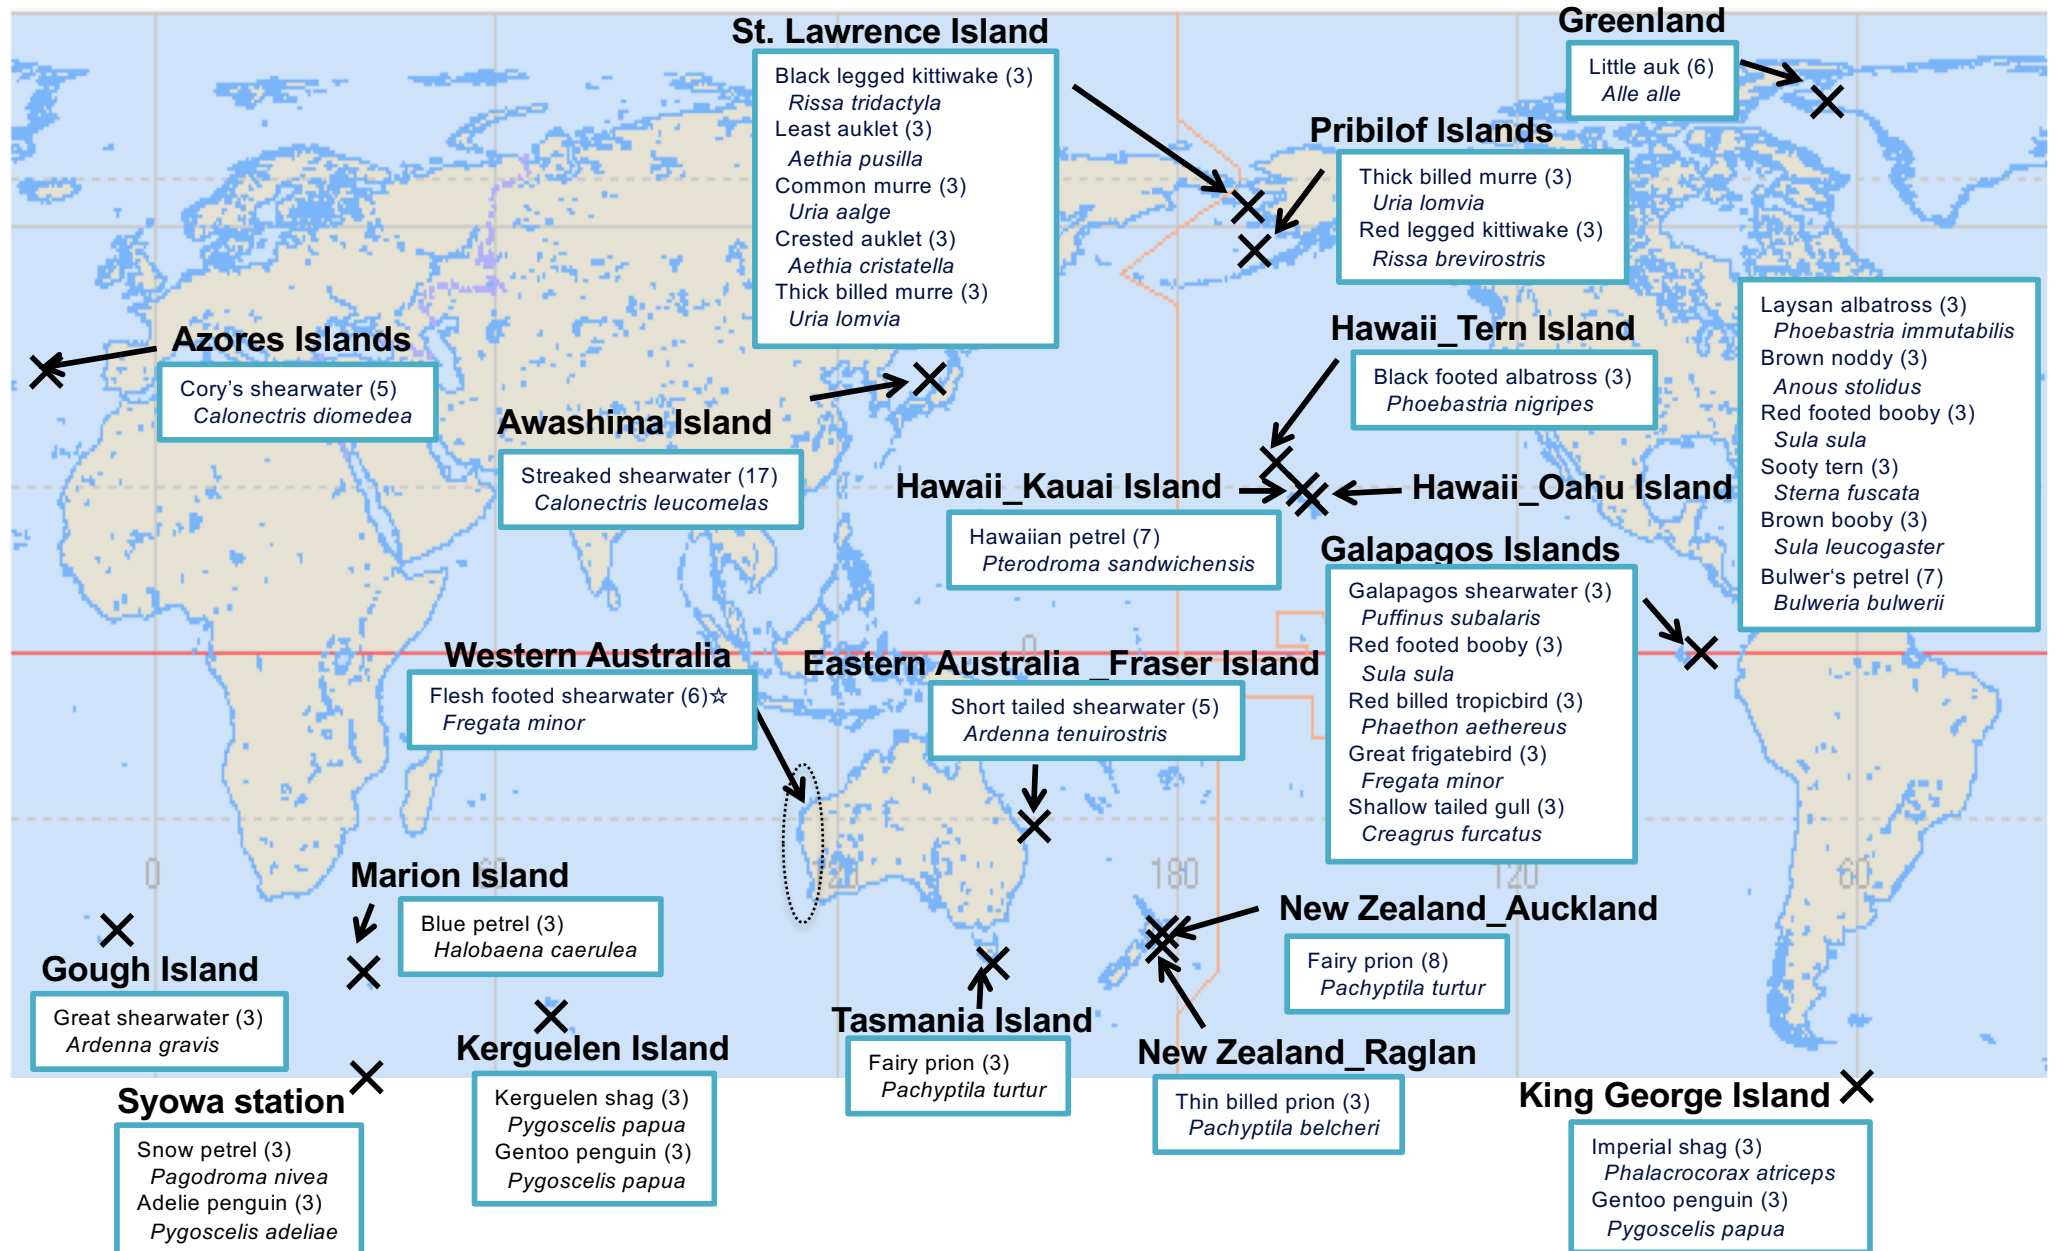 St. Lawrence Island
Black legged kittiwake (3)
Rissa tridactyla
Least auklet (3)
Aethia pusilla
Common murre (3)
Uria aalge
Crested auklet (3)
Aethia cristatella
Thick billed murre (3)
Uria lomvia
Greenland
Little auk (6)
Alle alle
Pribilof Islands
Thick billed murre (3)
Uria lomvia
Red legged kittiwake (3)
Rissa brevirostris
Azores Islands
Cory’s shearwater (5)
Calonectris diomedea
Awashima Island
Streaked shearwater (17)
Calonectris leucomelas
Hawaii_Tern Island
Black footed albatross (3)
Phoebastria nigripes
Hawaii_Kauai Island
Hawaiian petrel (7)
Pterodroma sandwichensis
Hawaii_Oahu Island
Laysan albatross (3)
Phoebastria immutabilis
Brown noddy (3)
Anous stolidus
Red footed booby (3)
Sula sula
Sooty tern (3)
Sterna fuscata
Brown booby (3)
Sula leucogaster
Bulwer‘s petrel (7)
Bulweria bulwerii
Galapagos Islands
Galapagos shearwater (3)
Puffinus subalaris
Red footed booby (3)
Sula sula
Red billed tropicbird (3)
Phaethon aethereus
Great frigatebird (3)
Fregata minor
Shallow tailed gull (3)
Creagrus furcatus
0
Western Australia
Flesh footed shearwater (6)☆
Fregata minor
Eastern Australia _Fraser Island
Short tailed shearwater (5)
Ardenna tenuirostris
0
60
120
180
120
60
Marion Island
Blue petrel (3)
Halobaena caerulea
Gough Island
Great shearwater (3)
Ardenna gravis
New Zealand_Auckland
Fairy prion (8)
Pachyptila turtur
Tasmania Island
Fairy prion (3)
Pachyptila turtur
Kerguelen Island
Kerguelen shag (3)
Pygoscelis papua
Gentoo penguin (3)
Pygoscelis papua
New Zealand_Raglan
Thin billed prion (3)
Pachyptila belcheri
Syowa station
Snow petrel (3)
Pagodroma nivea
Adelie penguin (3)
Pygoscelis adeliae
King George Island
Imperial shag (3)
Phalacrocorax atriceps
Gentoo penguin (3)
Pygoscelis papua